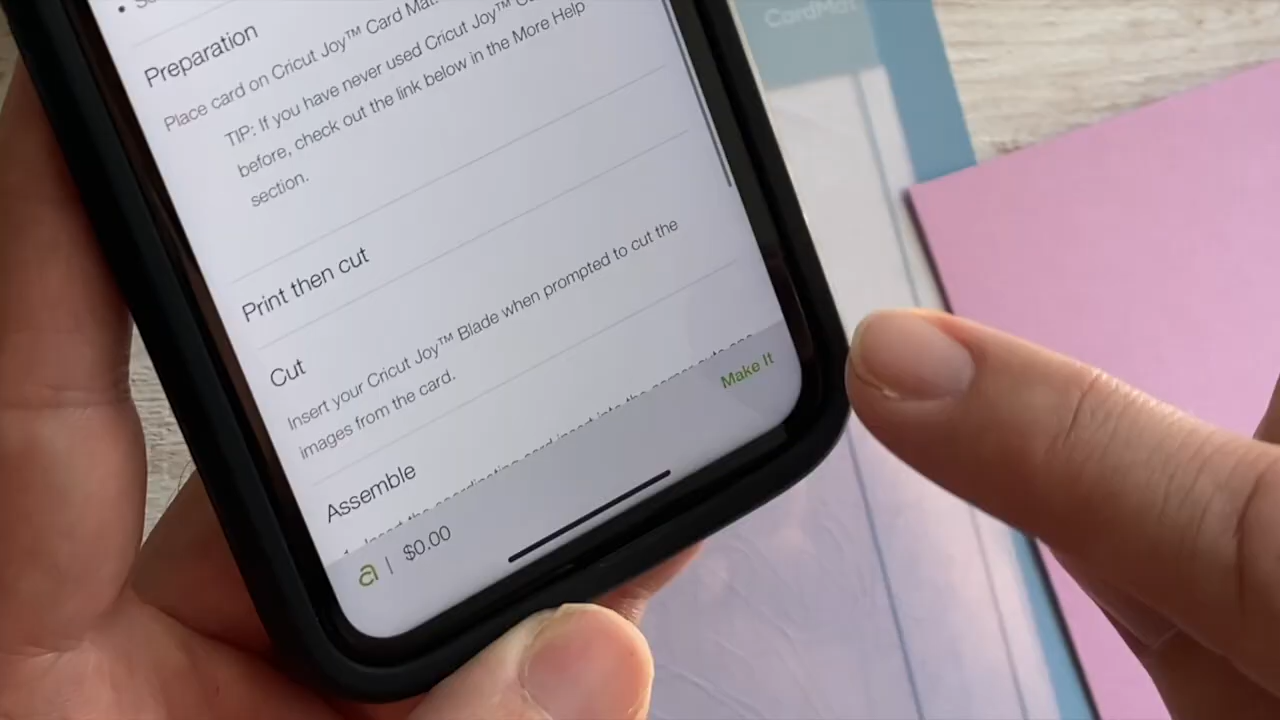 Preparation
Place card on Cricut Joy™ Card Mat.
TIP: If you have never used Cricut Joy™
before, check out the link below in the More Help
section.
Print then cut
Cut
Insert your Cricut Joy™ Blade when prompted to cut the
images from the card.
Assemble
a | $0.00
Make It
CardMat